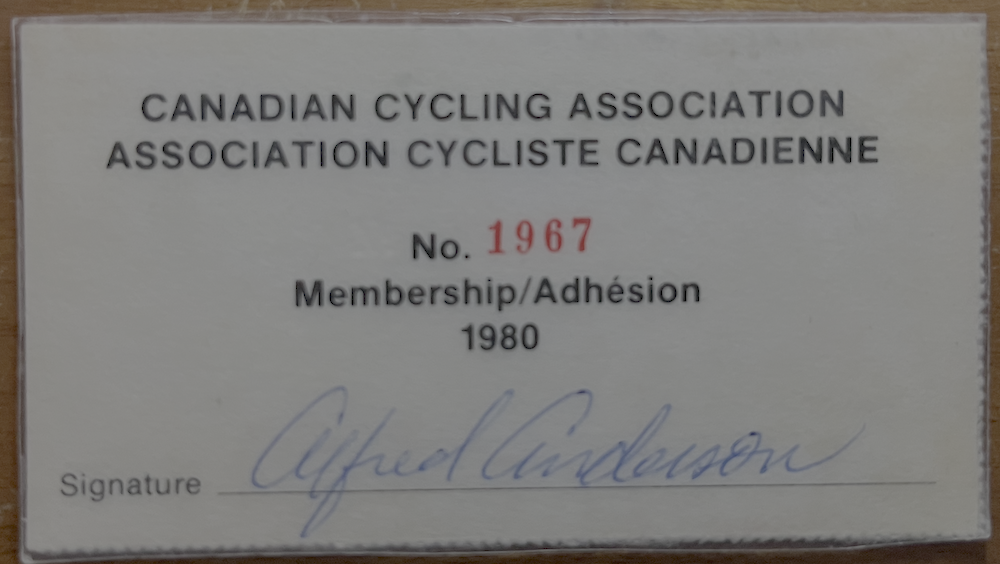 CANADIAN CYCLING ASSOCIATION
ASSOCIATION CYCLISTE CANADIENNE
No. 1967
Membership/Adhésion
1980
Signature Alfred Anderson